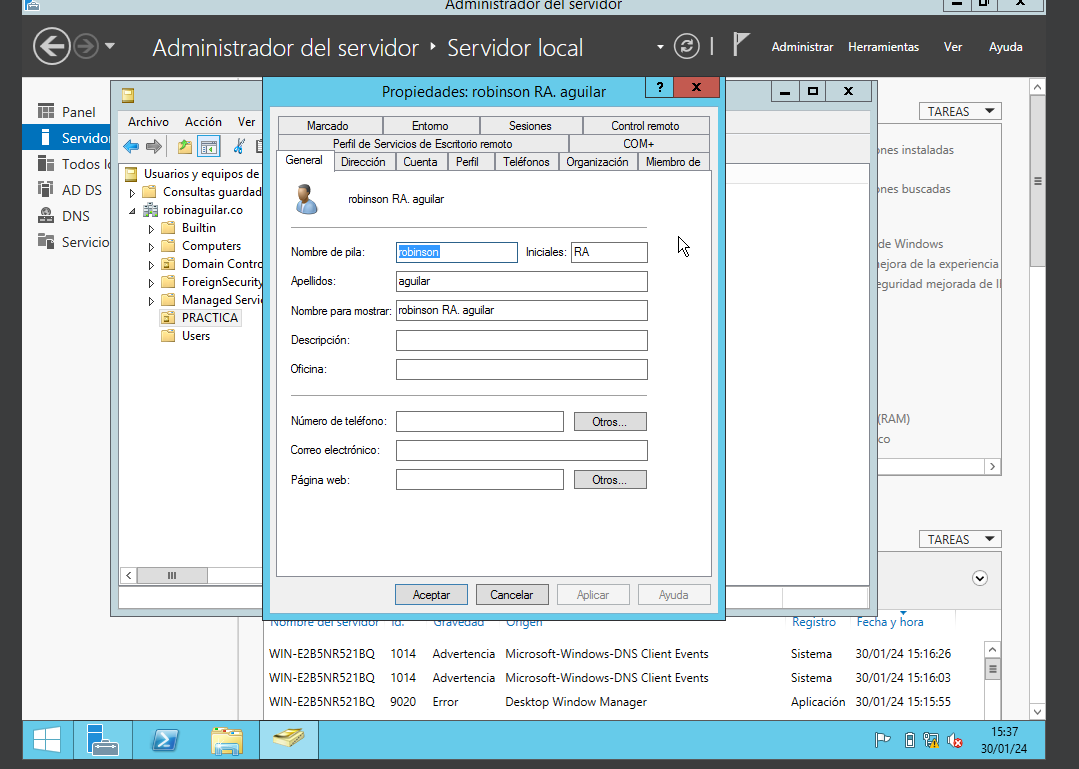 Administrador del servidor
Administrador del servidor ‣ Servidor local
Administrar Herramientas Ver Ayuda
Panel
Servidor
Todos lo
AD DS
DNS
Servicio
Archivo Acción Ver
Usuarios y equipos de
Consultas guardad
robinaguilar.co
Builtin
Computers
Domain Contro
ForeignSecurity
Managed Servi
PRACTICA
Users
Propiedades: robinson RA. aguilar
? x
Marcado Entorno Sesiones Control remoto
Perfil de Servicios de Escritorio remoto COM+
General Dirección Cuenta Perfil Teléfonos Organización Miembro de
robinson RA. aguilar
Nombre de pila: robinson Iniciales: RA
Apellidos: aguilar
Nombre para mostrar: robinson RA. aguilar
Descripción:
Oficina:
Número de teléfono: Otros...
Correo electrónico:
Página web: Otros...
Aceptar Cancelar Aplicar Ayuda
TAREAS
ones instaladas
ones buscadas
de Windows
ejora de la experiencia
eguridad mejorada de II
(RAM)
co
TAREAS
Nombre del servidor Id. Gravedad Origen Registro Fecha y hora
WIN-E2B5NR521BQ 1014 Advertencia Microsoft-Windows-DNS Client Events Sistema 30/01/24 15:16:26
WIN-E2B5NR521BQ 1014 Advertencia Microsoft-Windows-DNS Client Events Sistema 30/01/24 15:16:03
WIN-E2B5NR521BQ 9020 Error Desktop Window Manager Aplicación 30/01/24 15:15:55
15:37
30/01/24